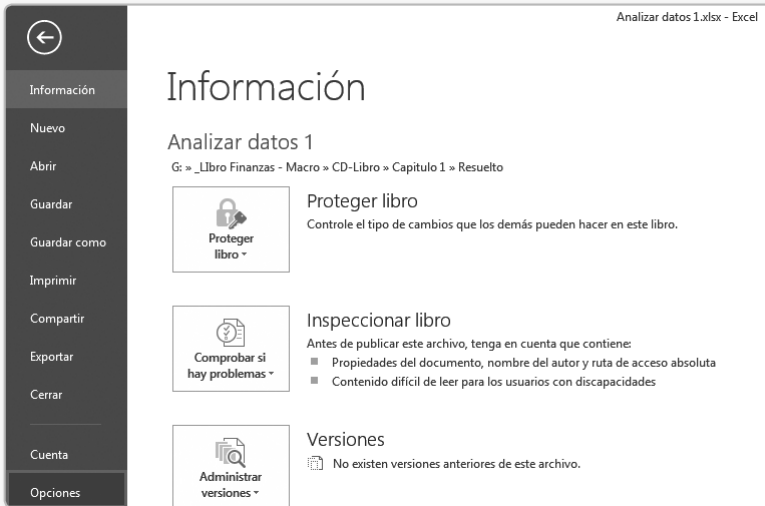 Analizar datos 1.xlsx - Excel
Información
Nuevo
Abrir
Guardar
Guardar como
Imprimir
Compartir
Exportar
Cerrar
Cuenta
Opciones
Información
Analizar datos 1
G: » _LIbro Finanzas - Macro » CD-Libro » Capitulo 1 » Resuelto
Proteger
libro
Proteger libro
Controle el tipo de cambios que los demás pueden hacer en este libro.
Comprobar si
hay problemas
Inspeccionar libro
Antes de publicar este archivo, tenga en cuenta que contiene:
Propiedades del documento, nombre del autor y ruta de acceso absoluta
Contenido difícil de leer para los usuarios con discapacidades
Administrar
versiones
Versiones
No existen versiones anteriores de este archivo.